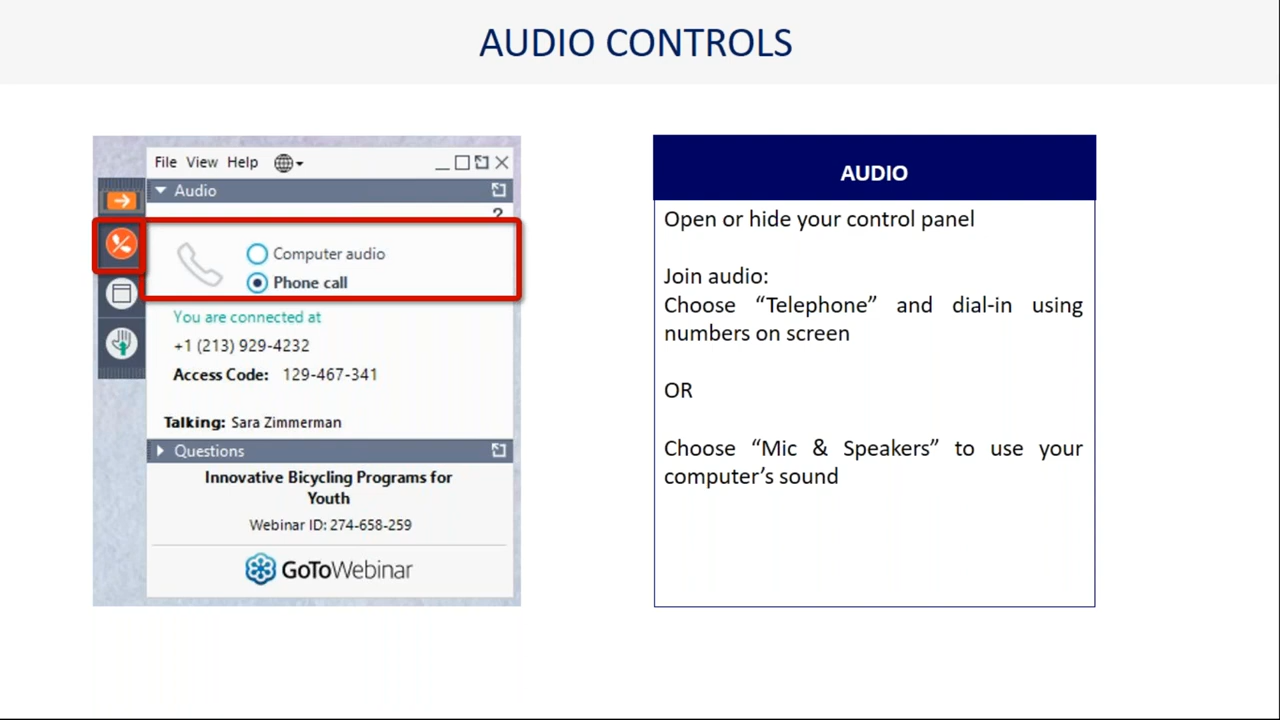 AUDIO CONTROLS
File View Help
Audio
?
Computer audio
Phone call
You are connected at
+1 (213) 929-4232
Access Code: 129-467-341
Talking: Sara Zimmerman
Questions
Innovative Bicycling Programs for
Youth
Webinar ID: 274-658-259
GoToWebinar
AUDIO
Open or hide your control panel
Join audio:
Choose “Telephone” and dial-in using
numbers on screen
OR
Choose “Mic & Speakers” to use your
computer’s sound